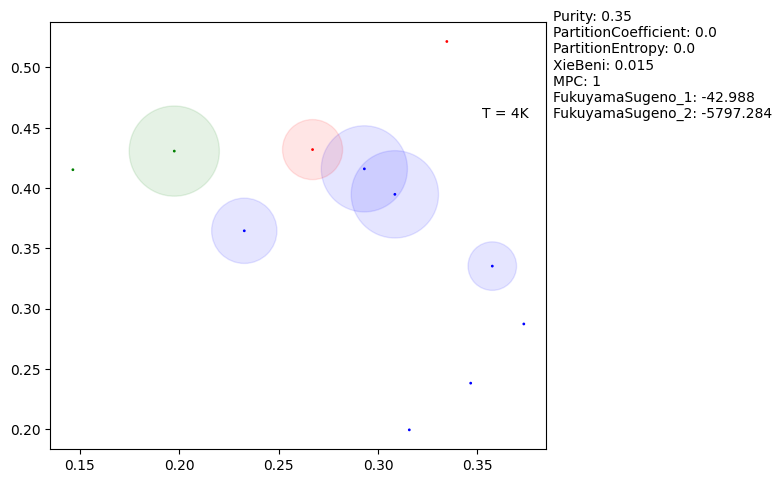 Purity: 0.35
PartitionCoefficient: 0.0
PartitionEntropy: 0.0
XieBeni: 0.015
MPC: 1
FukuyamaSugeno_1: -42.988
FukuyamaSugeno_2: -5797.284
T = 4K
0.50
0.45
0.40
0.35
0.30
0.25
0.20
0.15 0.20 0.25 0.30 0.35